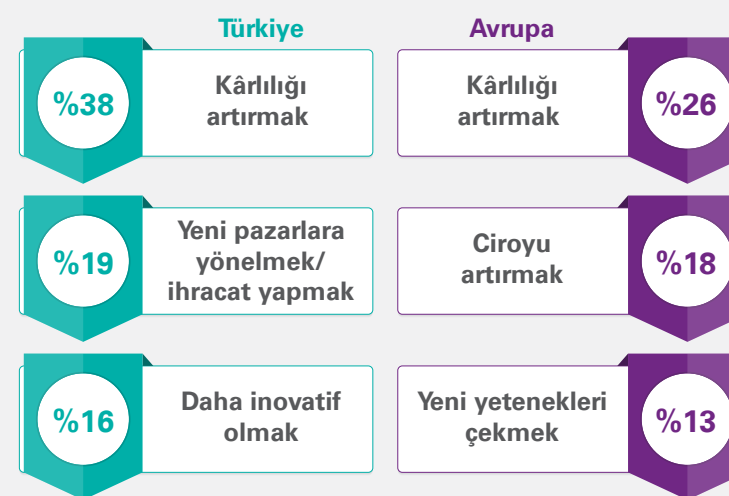 Türkiye
Avrupa
%38
Kârlılığı
artırmak
Kârlılığı
artırmak
%26
%19
Yeni pazarlara
yönelmek/
ihracat yapmak
Ciroyu
artırmak
%18
%16
Daha inovatif
olmak
Yeni yetenekleri
çekmek
%13